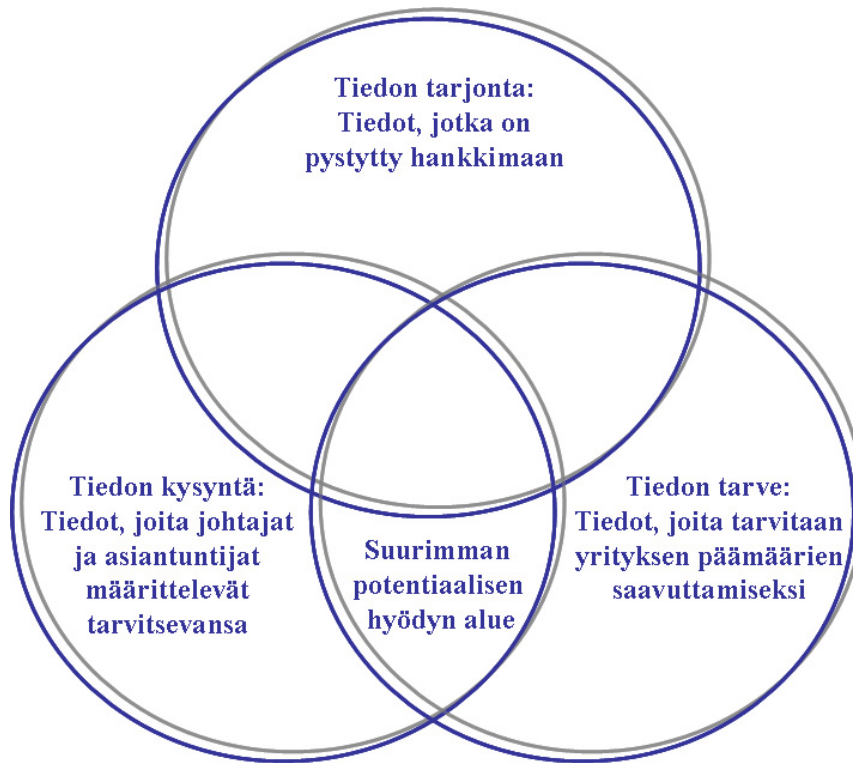 Tiedon tarjonta:
Tiedot, jotka on
pystytty hankkimaan
Tiedon kysyntä:
Tiedot, joita johtajat
ja asiantuntijat
määrittelevät
tarvitsevansa
Suurimman
potentiaalisen
hyödyn alue
Tiedon tarve:
Tiedot, joita tarvitaan
yrityksen päämäärien
saavuttamiseksi